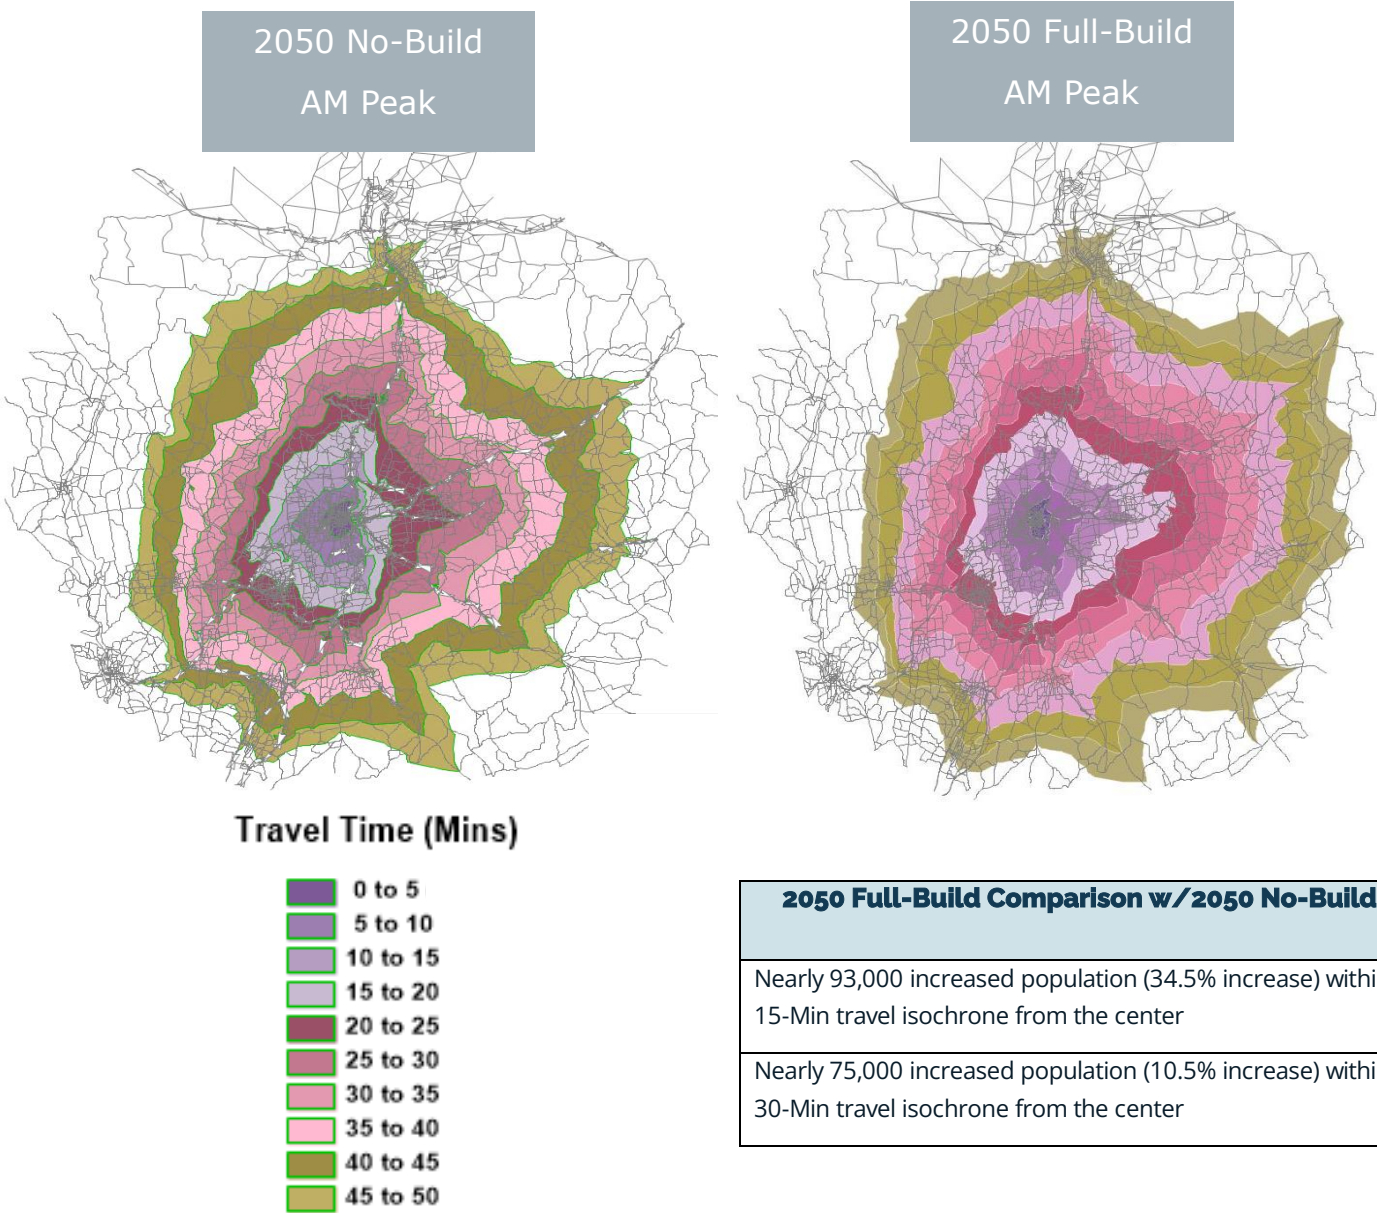 2050 No-Build
AM Peak
2050 Full-Build
AM Peak
Travel Time (Mins)
0 to 5
5 to 10
10 to 15
15 to 20
20 to 25
25 to 30
30 to 35
35 to 40
40 to 45
45 to 50
2050 Full-Build Comparison w/2050 No-Build
Nearly 93,000 increased population (34.5% increase) withi
15-Min travel isochrone from the center
Nearly 75,000 increased population (10.5% increase) withi
30-Min travel isochrone from the center